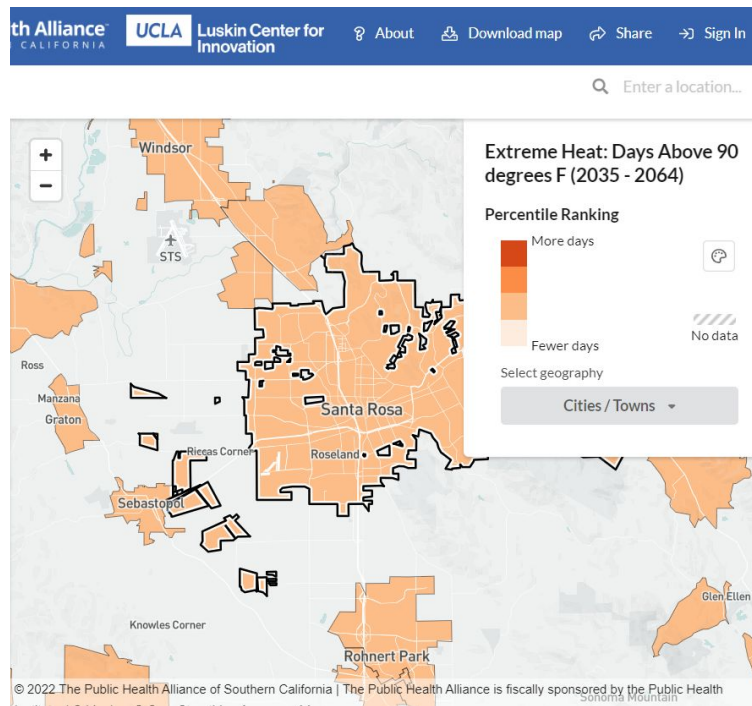 th Alliance
CALIFORNIA
UCLA Luskin Center for Innovation
About
Download map
Share
Sign In
Enter a location...
+
−
Extreme Heat: Days Above 90
degrees F (2035 - 2064)
Percentile Ranking
More days
Fewer days
No data
Select geography
Cities / Towns
Windsor
STS
Ross
Manzana
Graton
Santa Rosa
Riccas Corner
Roseland
Sebastopol
Glen Ellen
Knowles Corner
Rohnert Park
Sonoma Mountain
© 2022 The Public Health Alliance of Southern California | The Public Health Alliance is fiscally sponsored by the Public Health